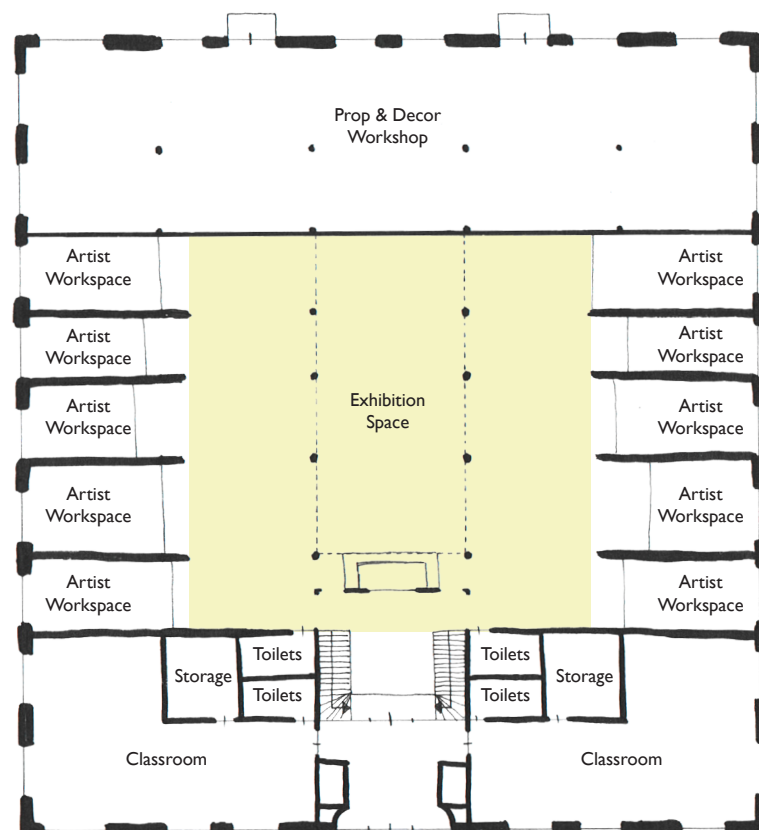 Prop & Decor
Workshop
Artist
Workspace
Artist
Workspace
Artist
Workspace
Artist
Workspace
Exhibition
Space
Artist
Workspace
Artist
Workspace
Artist
Workspace
Artist
Workspace
Artist
Workspace
Artist
Workspace
Toilets
Toilets
Storage
Storage
Toilets
Toilets
Classroom
Classroom